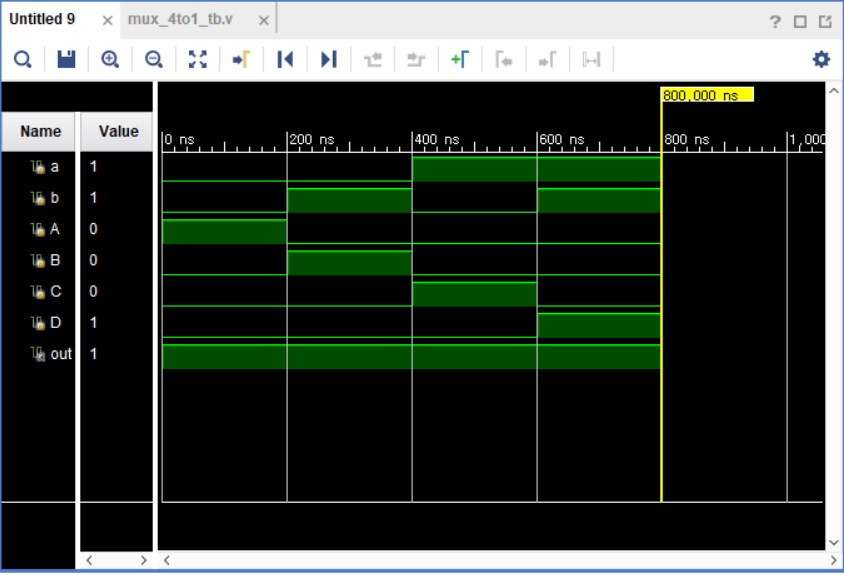 Untitled 9 × mux_4to1_tb.v ×
?
800,000 ns
Name Value
0 ns 200 ns 400 ns 600 ns 800 ns 1,000
a 1
b 1
A 0
B 0
C 0
D 1
out 1